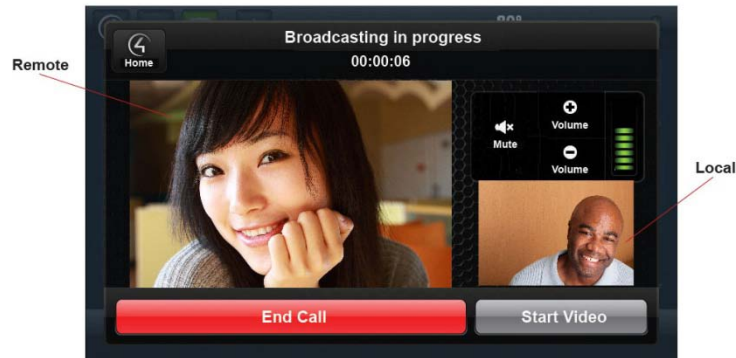 Broadcasting in progress
00:00:06
Home
Remote
Volume
Mute
Volume
Local
End Call
Start Video